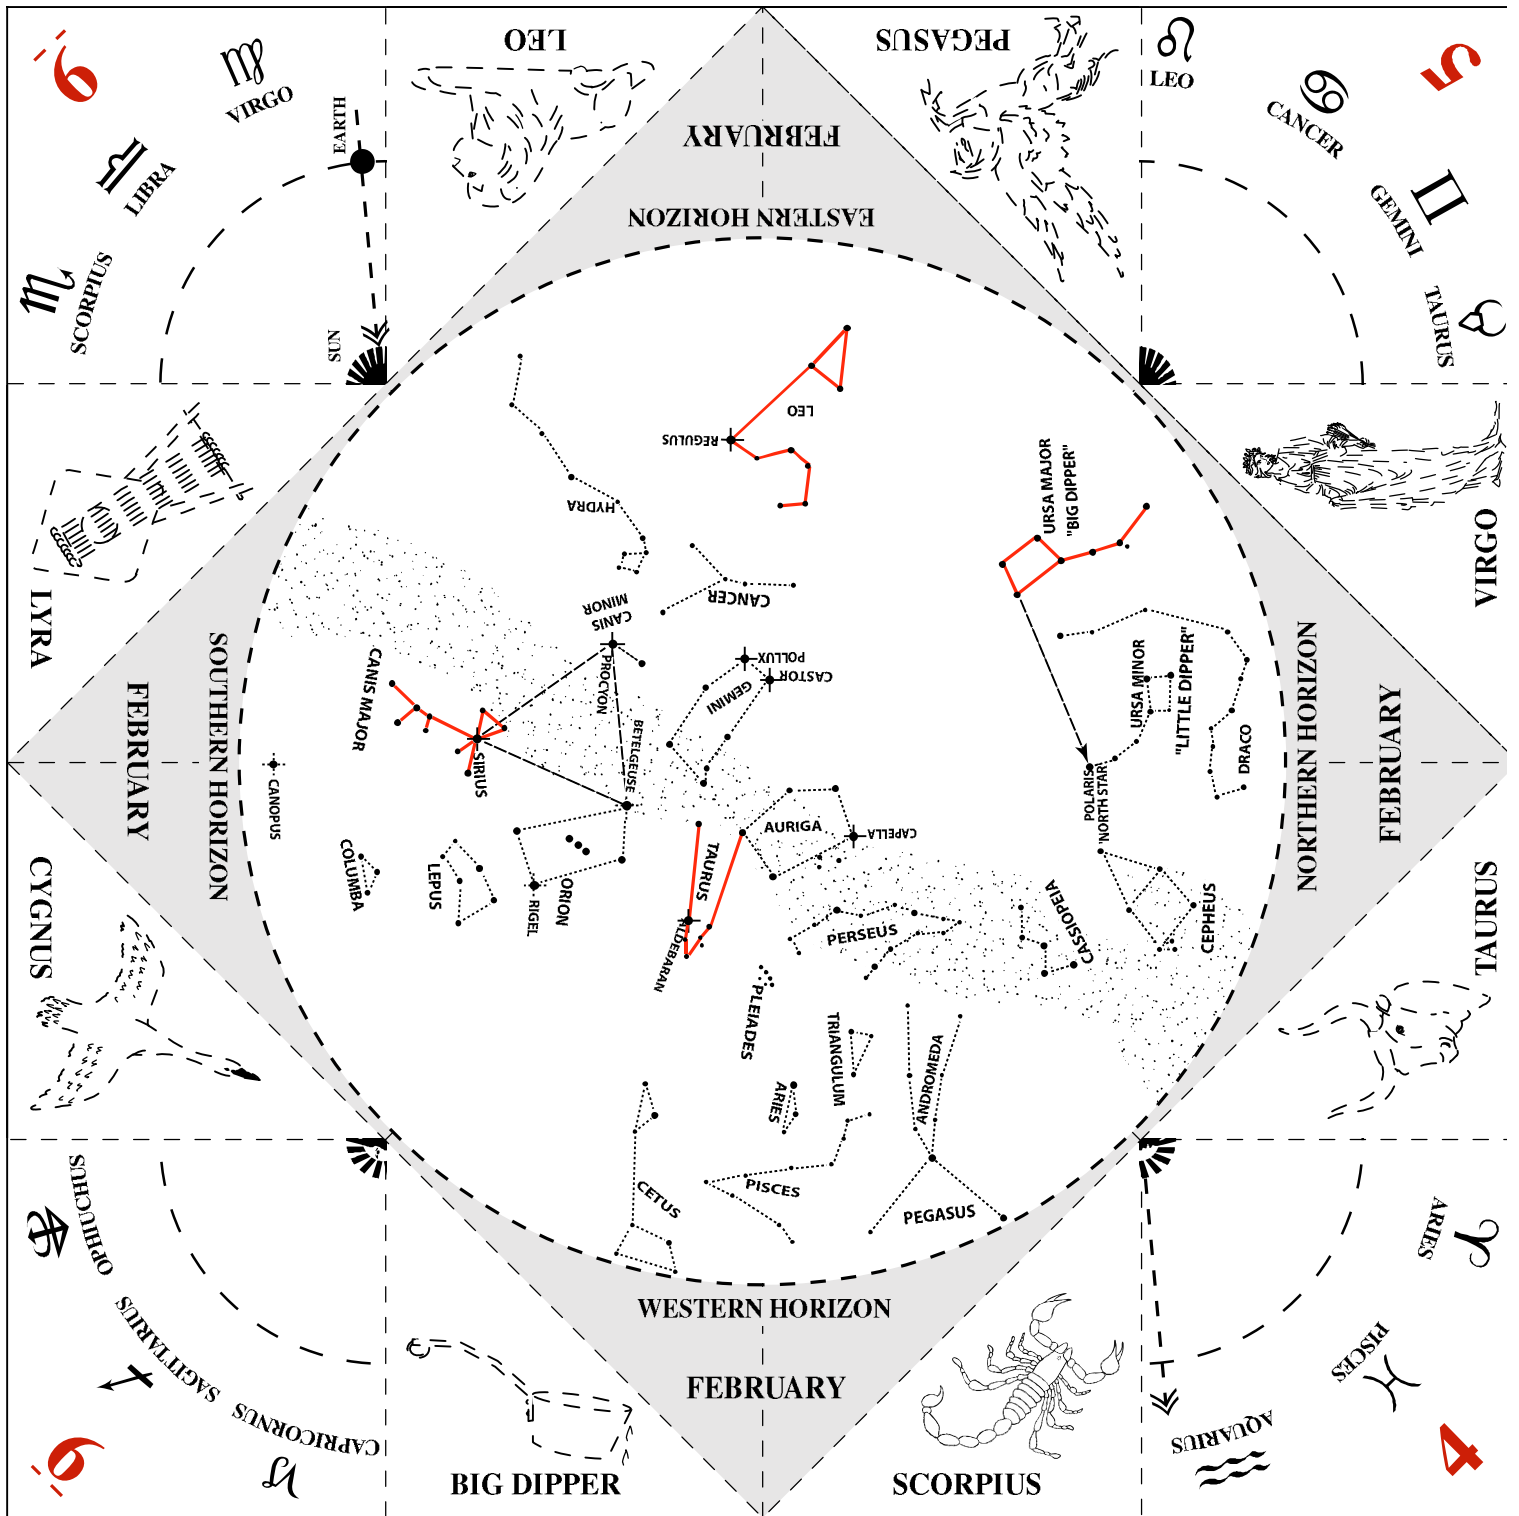 LEO
PEGASUS
LEO
5
-6
VIRGO
EARTH
CANCER
FEBRUARY
LIBRA
GEMINI
EASTERN HORIZON
SCORPIUS
SUN
TAURUS
LEO
REGULUS
URSA MAJOR
"BIG DIPPER"
HYDRA
VIRGO
LYRA
CANCER
CANIS
MINOR
PROCYON
POLLUX
CASTOR
GEMINI
CANIS MAJOR
BETELGEUSE
URSA MINOR
"LITTLE DIPPER"
DRACO
SOUTHERN HORIZON
FEBRUARY
NORTHERN HORIZON
FEBRUARY
SIRIUS
CANOPUS
POLARIS
'NORTH STAR'
AURIGA
CAPELLA
COLUMBA
LEPUS
ORION
RIGEL
TAURUS
ALDEBARAN
PERSEUS
CASSIOPEIA
CEPHEUS
CYGNUS
TAURUS
PLEIADES
TRIANGULUM
ANDROMEDA
ARIES
CETUS
PISCES
PEGASUS
OPHIUCHUS
ARIES
WESTERN HORIZON
SAGITTARIUS
PISCES
FEBRUARY
CAPRICORNUS
AQUARIUS
-6
4
BIG DIPPER
SCORPIUS